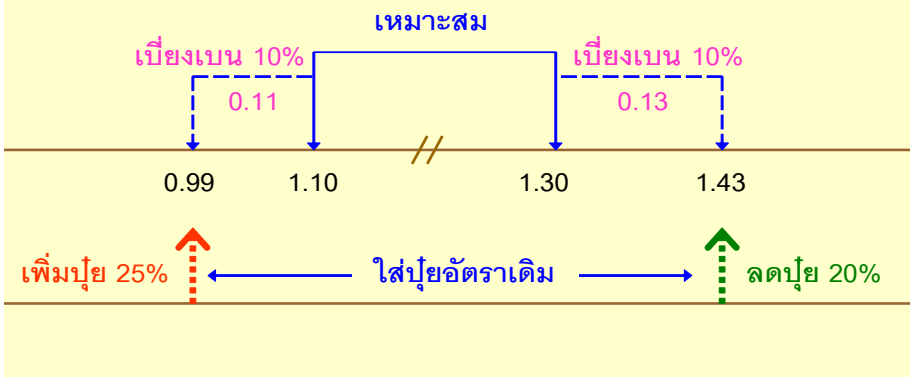 เหมาะสม
เบี่ยงเบน 10% เบี่ยงเบน 10%
0.11 0.13
0.99 1.10 1.30 1.43
เพิ่มปุ๋ย 25% ใส่ปุ๋ยอัตราเดิม ลดปุ๋ย 20%